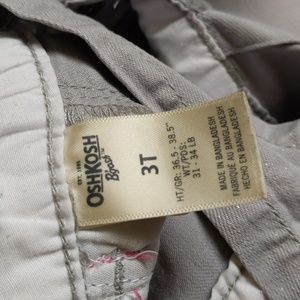 EST. 1895
OSHKOSH
B'gosh
3T
HT/GR: 36.5 - 38.5"
WT/PDS:
31 - 34 LB
MADE IN BANGLADESH
FABRIQUÉ AU BANGLADESH
HECHO EN BANGLADESH